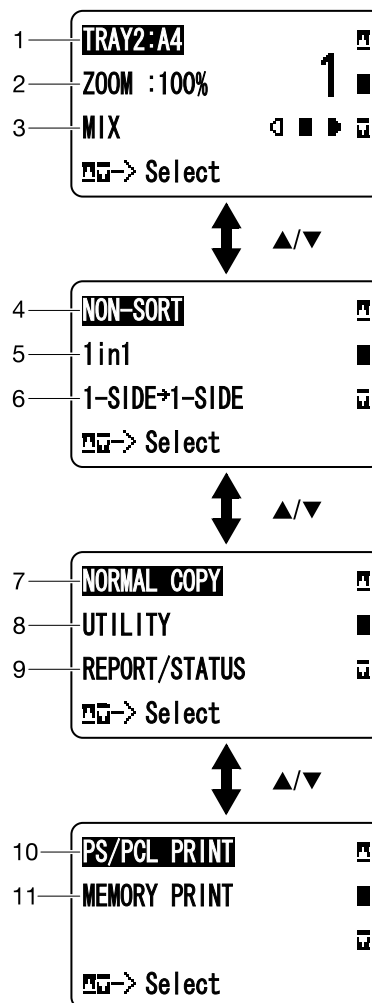 1 TRAY2:A4
2 ZOOM :100% 1
3 MIX
-> Select
▲/▼
4 NON-SORT
5 1in1
6 1-SIDE→1-SIDE
-> Select
▲/▼
7 NORMAL COPY
8 UTILITY
9 REPORT/STATUS
-> Select
▲/▼
10 PS/PCL PRINT
11 MEMORY PRINT
-> Select